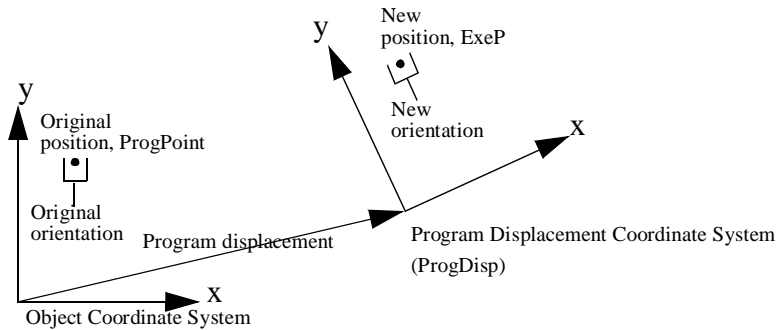 y
Original
position, ProgPoint
Original
orientation
x
Object Coordinate System
Program displacement
y
New
position, ExeP
New
orientation
x
Program Displacement Coordinate System
(ProgDisp)